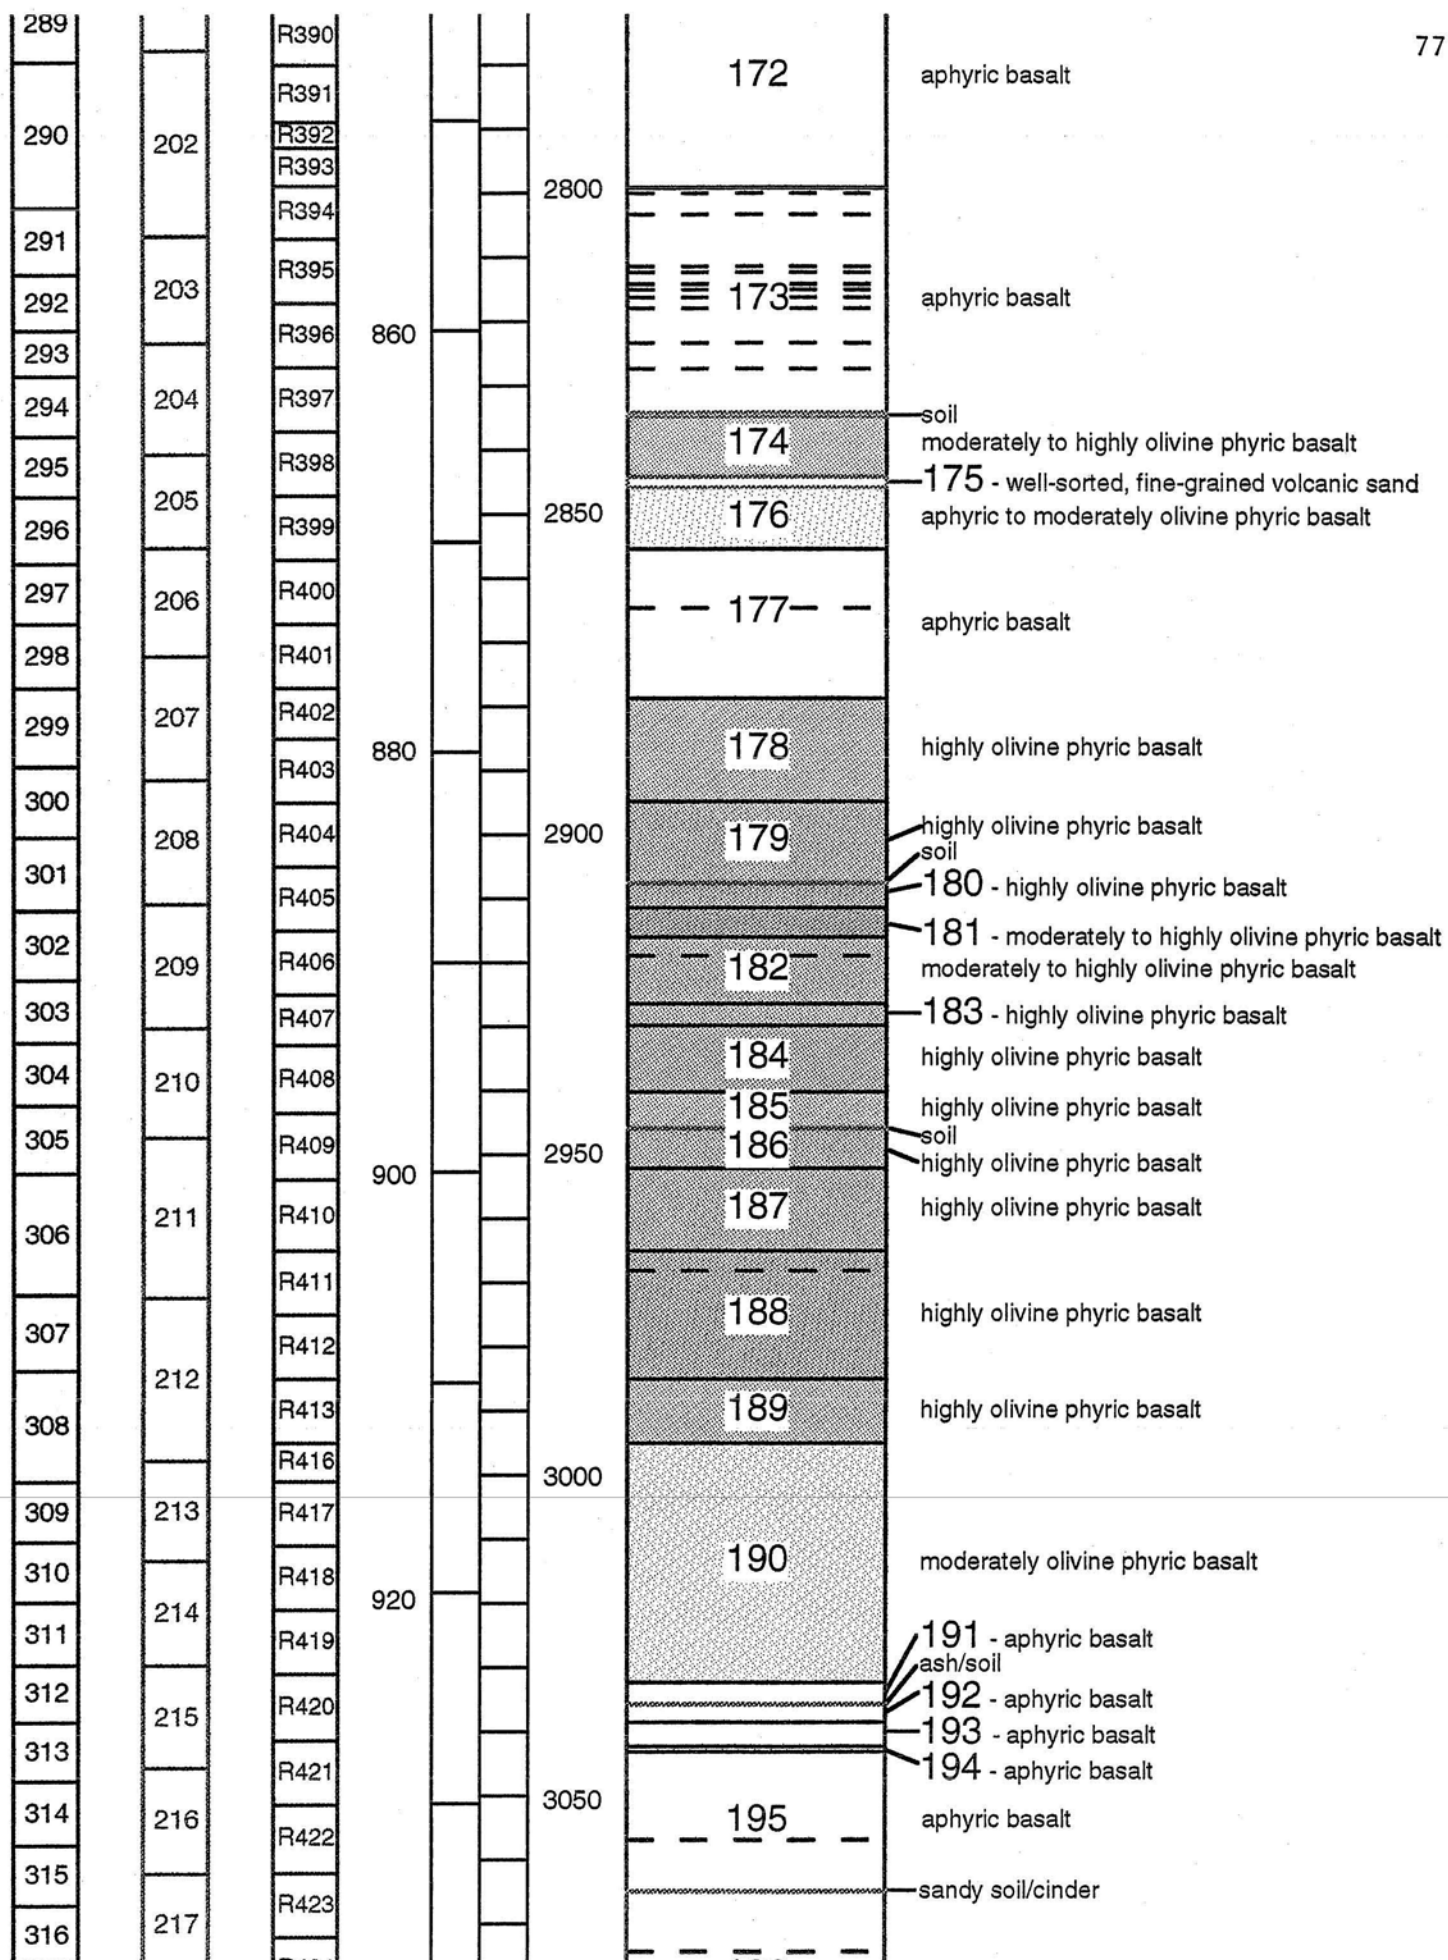 77
289
290
291
292
293
294
295
296
297
298
299
300
301
302
303
304
305
306
307
308
309
310
311
312
313
314
315
316
202
203
204
205
206
207
208
209
210
211
212
213
214
215
216
217
R390
R391
R392
R393
R394
R395
R396
R397
R398
R399
R400
R401
R402
R403
R404
R405
R406
R407
R408
R409
R410
R411
R412
R413
R416
R417
R418
R419
R420
R421
R422
R423
860
880
900
920
2800
2850
2900
2950
3000
3050
172 aphyric basalt
173 aphyric basalt
soil
174 moderately to highly olivine phyric basalt
175 - well-sorted, fine-grained volcanic sand
176 aphyric to moderately olivine phyric basalt
177 aphyric basalt
178 highly olivine phyric basalt
179 highly olivine phyric basalt
soil
180 - highly olivine phyric basalt
181 - moderately to highly olivine phyric basalt
182 moderately to highly olivine phyric basalt
183 - highly olivine phyric basalt
184 highly olivine phyric basalt
185 highly olivine phyric basalt
soil
186 highly olivine phyric basalt
187 highly olivine phyric basalt
188 highly olivine phyric basalt
189 highly olivine phyric basalt
190 moderately olivine phyric basalt
191 - aphyric basalt
ash/soil
192 - aphyric basalt
193 - aphyric basalt
194 - aphyric basalt
195 aphyric basalt
sandy soil/cinder